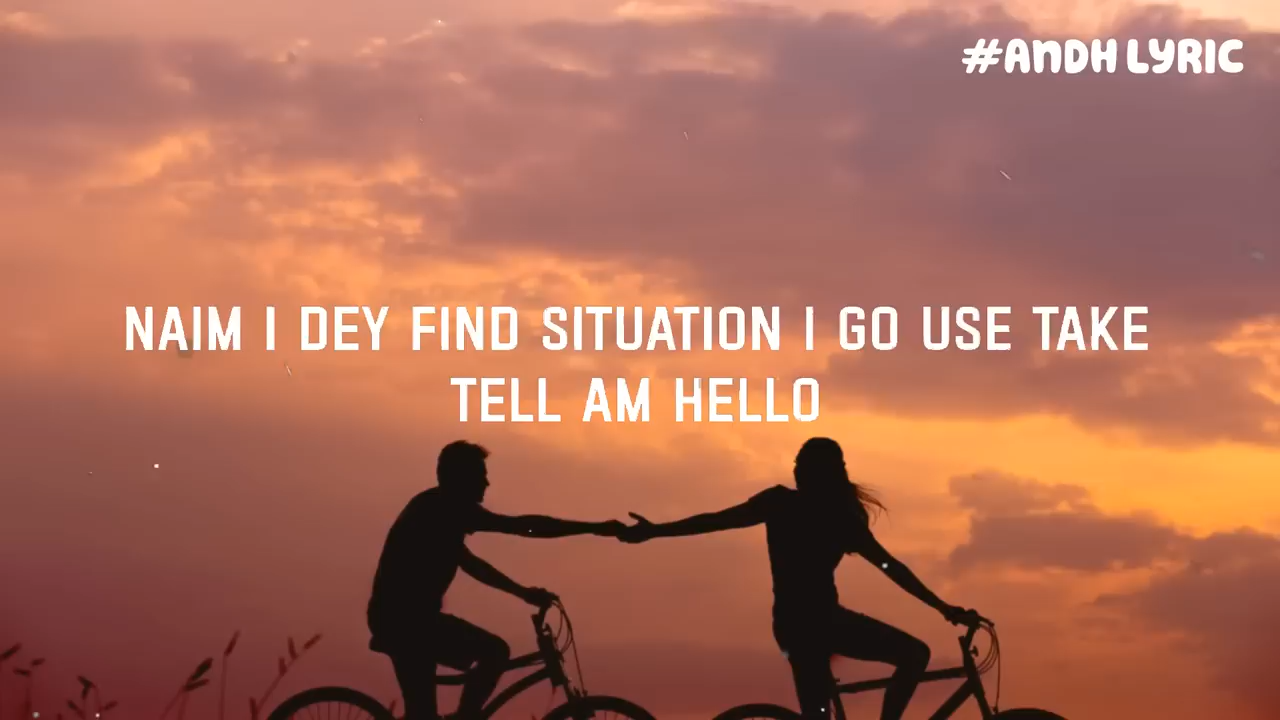 #ANDH LYRIC
NAIM I DEY FIND SITUATION I GO USE TAKE
TELL AM HELLO